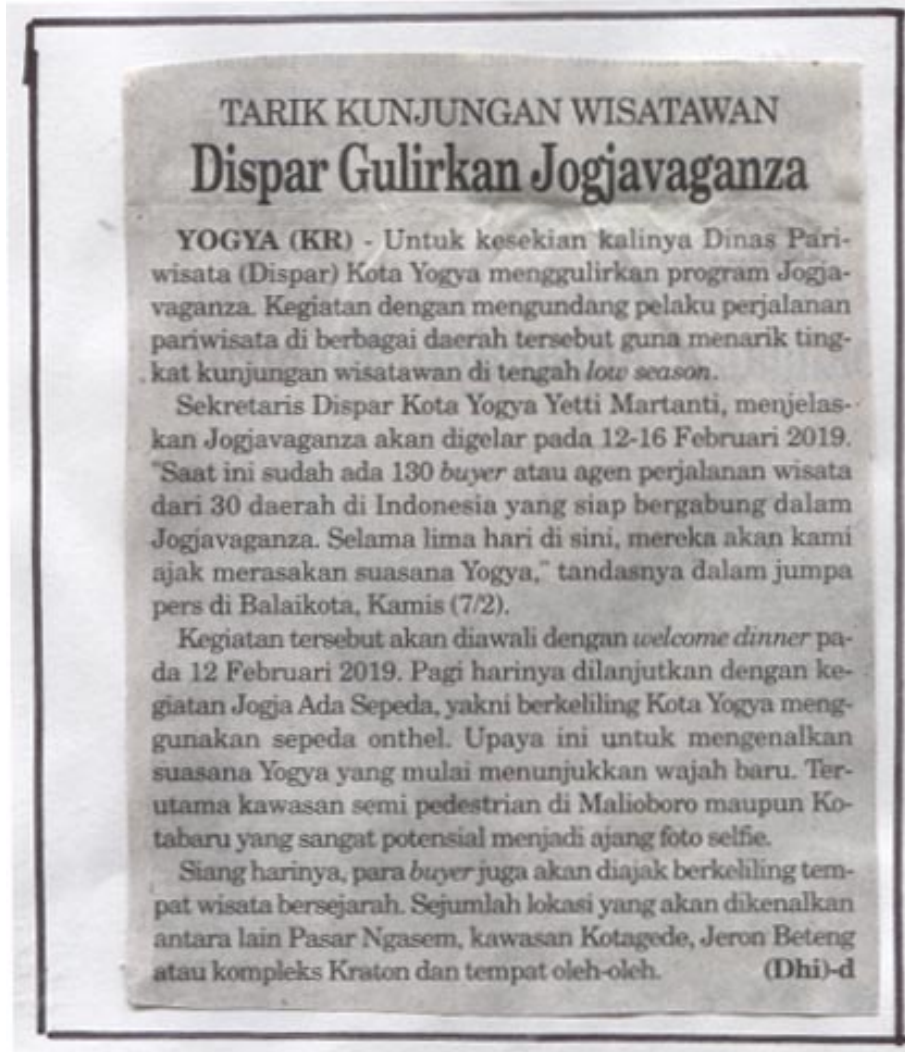 TARIK KUNJUNGAN WISATAWAN
Dispar Gulirkan Jogjavaganza
YOGYA (KR) - Untuk kesekian kalinya Dinas Pari-
wisata (Dispar) Kota Yogya menggulirkan program Jogja-
vaganza. Kegiatan dengan mengundang pelaku perjalanan
pariwisata di berbagai daerah tersebut guna menarik ting-
kat kunjungan wisatawan di tengah low season.
Sekretaris Dispar Kota Yogya Yetti Martanti, menjelas-
kan Jogjavaganza akan digelar pada 12-16 Februari 2019.
"Saat ini sudah ada 130 buyer atau agen perjalanan wisata
dari 30 daerah di Indonesia yang siap bergabung dalam
Jogjavaganza. Selama lima hari di sini, mereka akan kami
ajak merasakan suasana Yogya," tandasnya dalam jumpa
pers di Balaikota, Kamis (7/2).
Kegiatan tersebut akan diawali dengan welcome dinner pa-
da 12 Februari 2019. Pagi harinya dilanjutkan dengan ke-
giatan Jogja Ada Sepeda, yakni berkeliling Kota Yogya meng-
gunakan sepeda onthel. Upaya ini untuk mengenalkan
suasana Yogya yang mulai menunjukkan wajah baru. Ter-
utama kawasan semi pedestrian di Malioboro maupun Ko-
tabaru yang sangat potensial menjadi ajang foto selfie.
Siang harinya, para buyer juga akan diajak berkeliling tem-
pat wisata bersejarah. Sejumlah lokasi yang akan dikenalkan
antara lain Pasar Ngasem, kawasan Kotagede, Jeron Beteng
atau kompleks Kraton dan tempat oleh-oleh. (Dhi)-d